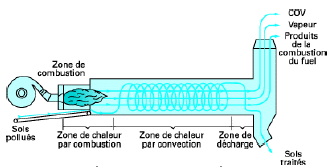 COV
Vapeur
Produits
de la
combustion
du fuel
Zone de
combustion
Sols
pollués
Zone de chaleur
par combustion
Zone de chaleur
par convection
Zone de
décharge
Sols
traités